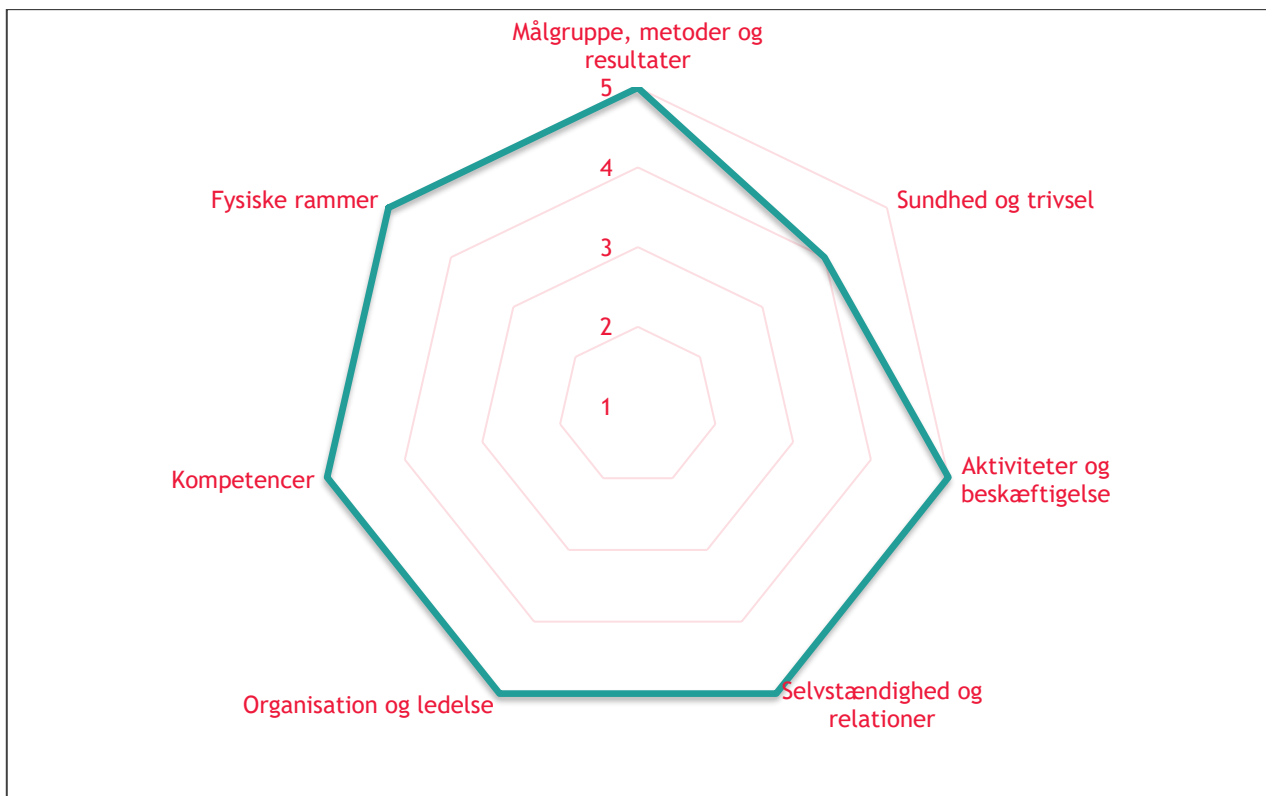 Målgruppe, metoder og
resultater
5
4
3
2
1
Sundhed og trivsel
Aktiviteter og
beskæftigelse
Selvstændighed og
relationer
Organisation og ledelse
Kompetencer
Fysiske rammer